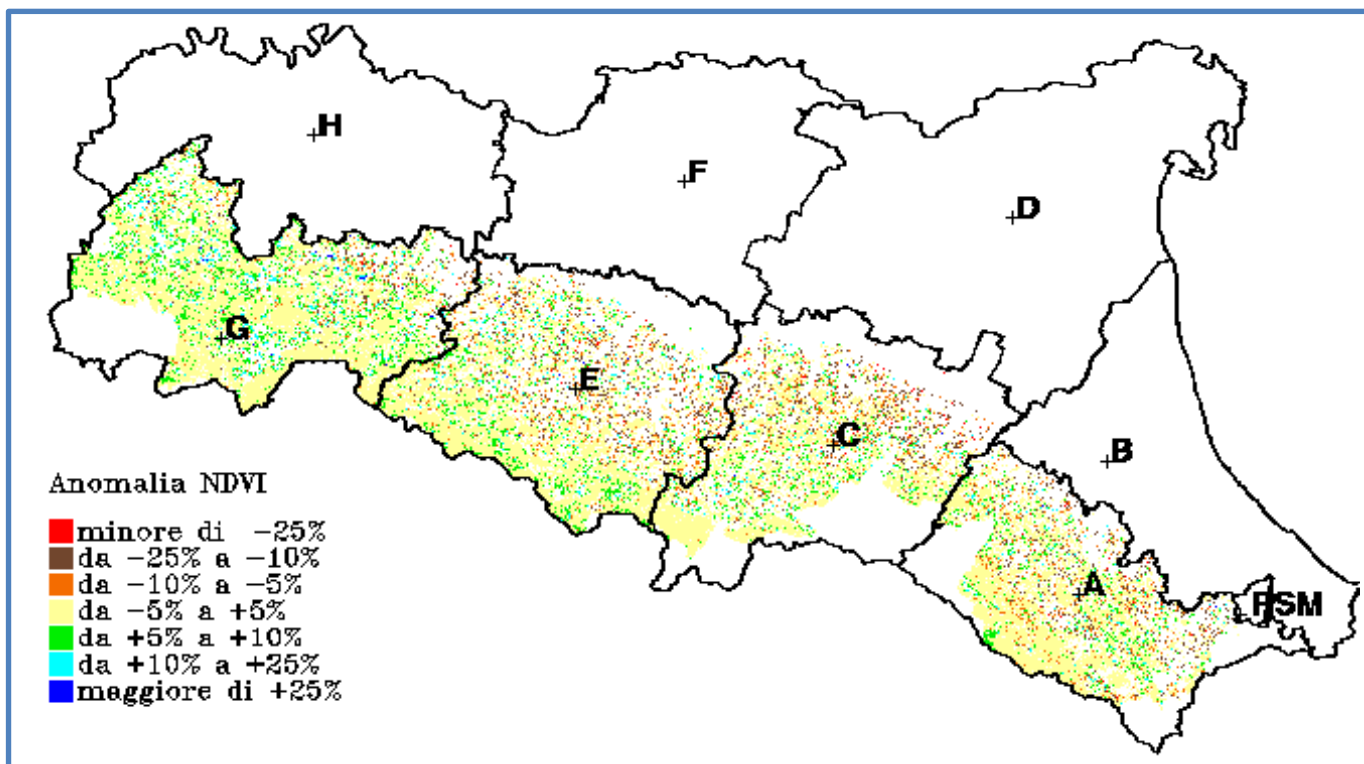 H
F
D
G
E
C
B
A
RSM
Anomalia NDVI
minore di -25%
da -25% a -10%
da -10% a -5%
da -5% a +5%
da +5% a +10%
da +10% a +25%
maggiore di +25%